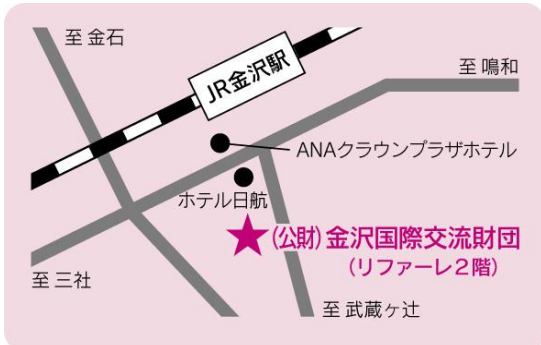 至 金石
JR金沢駅
至 鳴和
ANAクラウンプラザホテル
ホテル日航
(公財)金沢国際交流財団
(リファーレ2階)
至 三社
至 武蔵ヶ辻